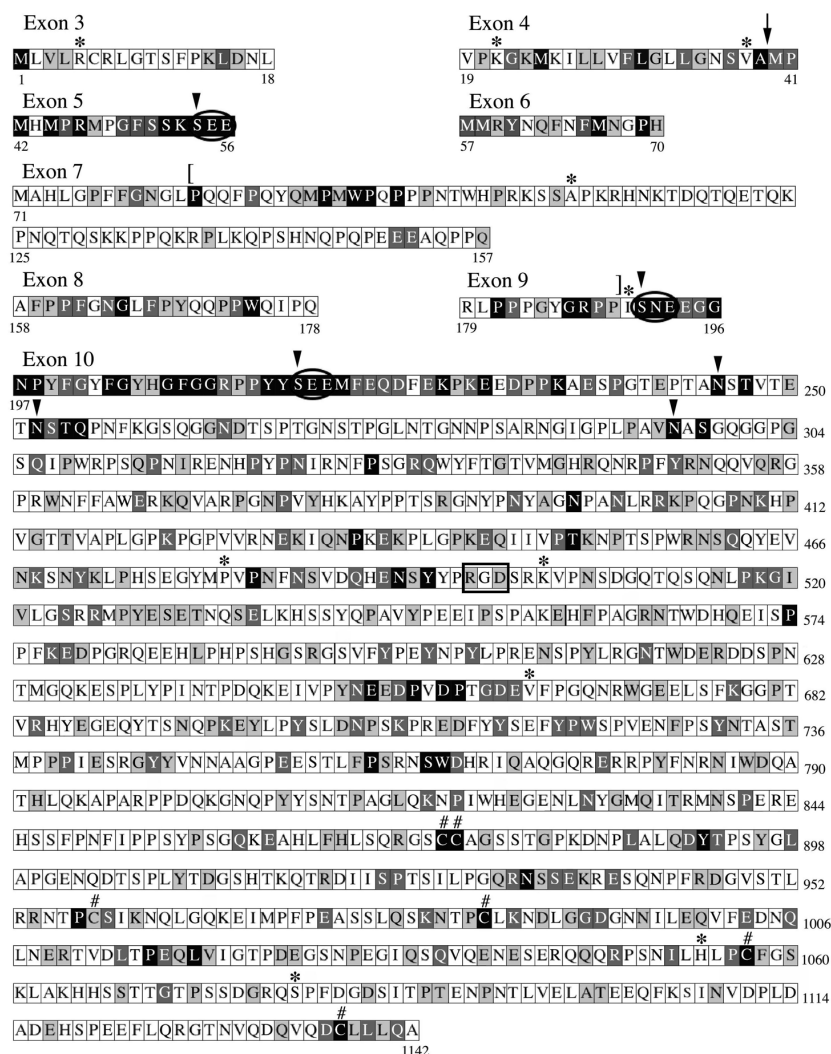 Exon 3 Exon 4
* * *
MLVLRCRLGTSFPKLDNL VPKGKMKILLVFLGLLGNSVAMP
1 18 19 41
Exon 5 Exon 6
MHMPRMPGFSSKSEE MMRYNQFNFMNGPH
42 56 57 70
Exon 7 [ *
MAHLGPFFGNGLPQQFPQYQMPMWPQPPPNTWHPRKSSAPKRHNKTDQTQETQK
71
PNQTQSKKPPQKRPLKQPSHNQPQPEEEAQPPQ
125 157
Exon 8 Exon 9 ] *
AFPPFGNGLFPYQQPPWQIPQ RLPPPGYGRPPISNEEGG
158 178 179 196
Exon 10
NPYFGYFGYHGFGGRPPYYSEEMFEQDFEKPKEEDPPKAESPGTEPTANSTVTE 250
197
TNSTQPNFKGSQGGNDTSPTGNSTPGLNTGNNPSARNGIGPLPAVNASGQGGPG 304
SQIPWRPSQPNIRENHPYPNIRNFPSGRQWYFTGTVMGHRQNRPFYRNQQVQRG 358
PRWNFFAWERKQVARPGNPVYHKAYPPTSRGNYPNYAGNPANLRRKPQGPNKHP 412
VGTTVAPLGPKPGPVVRNEKIQNPKEKPLGPKEQIIVPTKNPTSPWRNSQQYEV 466
* *
NKSNYKLPHSEGYMPVPNFNSVDQHENSYYPRGDSRKVPNSDGQTQSQNLPKGI 520
VLGSRRMPYESETNQSELKHSSYQPAVYPEEIPSPAKEHFPAGRNTWDHQEISP 574
PFKEDPGRQEEHLPHPSHGSRGSVFYPEYNPYLPRENSPYLRGNTWDERDDSPN 628
*
TMGQKESPLYPINTPDQKEIVPYNEEDPVDPTGDEVFPGQNRWGEELSFKGGPT 682
VRHYEGEQYTSNQPKEYLPYSLDNPSKPREDFYYSEFYPWSPVENFPSYNTAST 736
MPPPIESRGYYVNNAAGPEESTLFPSRNSWDHRIQAQGQRERRPYFNRNIWDQA 790
THLQKAPARPPDQKGNQPYYSNTPAGLQKNPIWHEGENLNYGMQITRMNSPERE 844
# #
HSSFPNFIPPSYPSGQKEAHLFHLSQRGSCCAGSSTGPKDNPLALQDYTPSYGL 898
APGENQDTSPLYTDGSHTKQTRDIISPTSILPGQRNSSEKRESQNPFRDGVSTL 952
# #
RRNTPCSIKNQLGQKEIMPFPEASSLQSKNTPCLKNDLGGDGNNILEQVFEDNQ 1006
* #
LNERTVDLTPEQLVIGTPDEGSNPEGIQSQVQENESERQQQRPSNILHLPCFGS 1060
*
KLAKHHSSTTGTPSSDGRQSPFDGDSITPTENPNTLVELATEEQFKSINVDPLD 1114
#
ADEHSPEEFLQRGTNVQDQVQDCLLLQA
1142